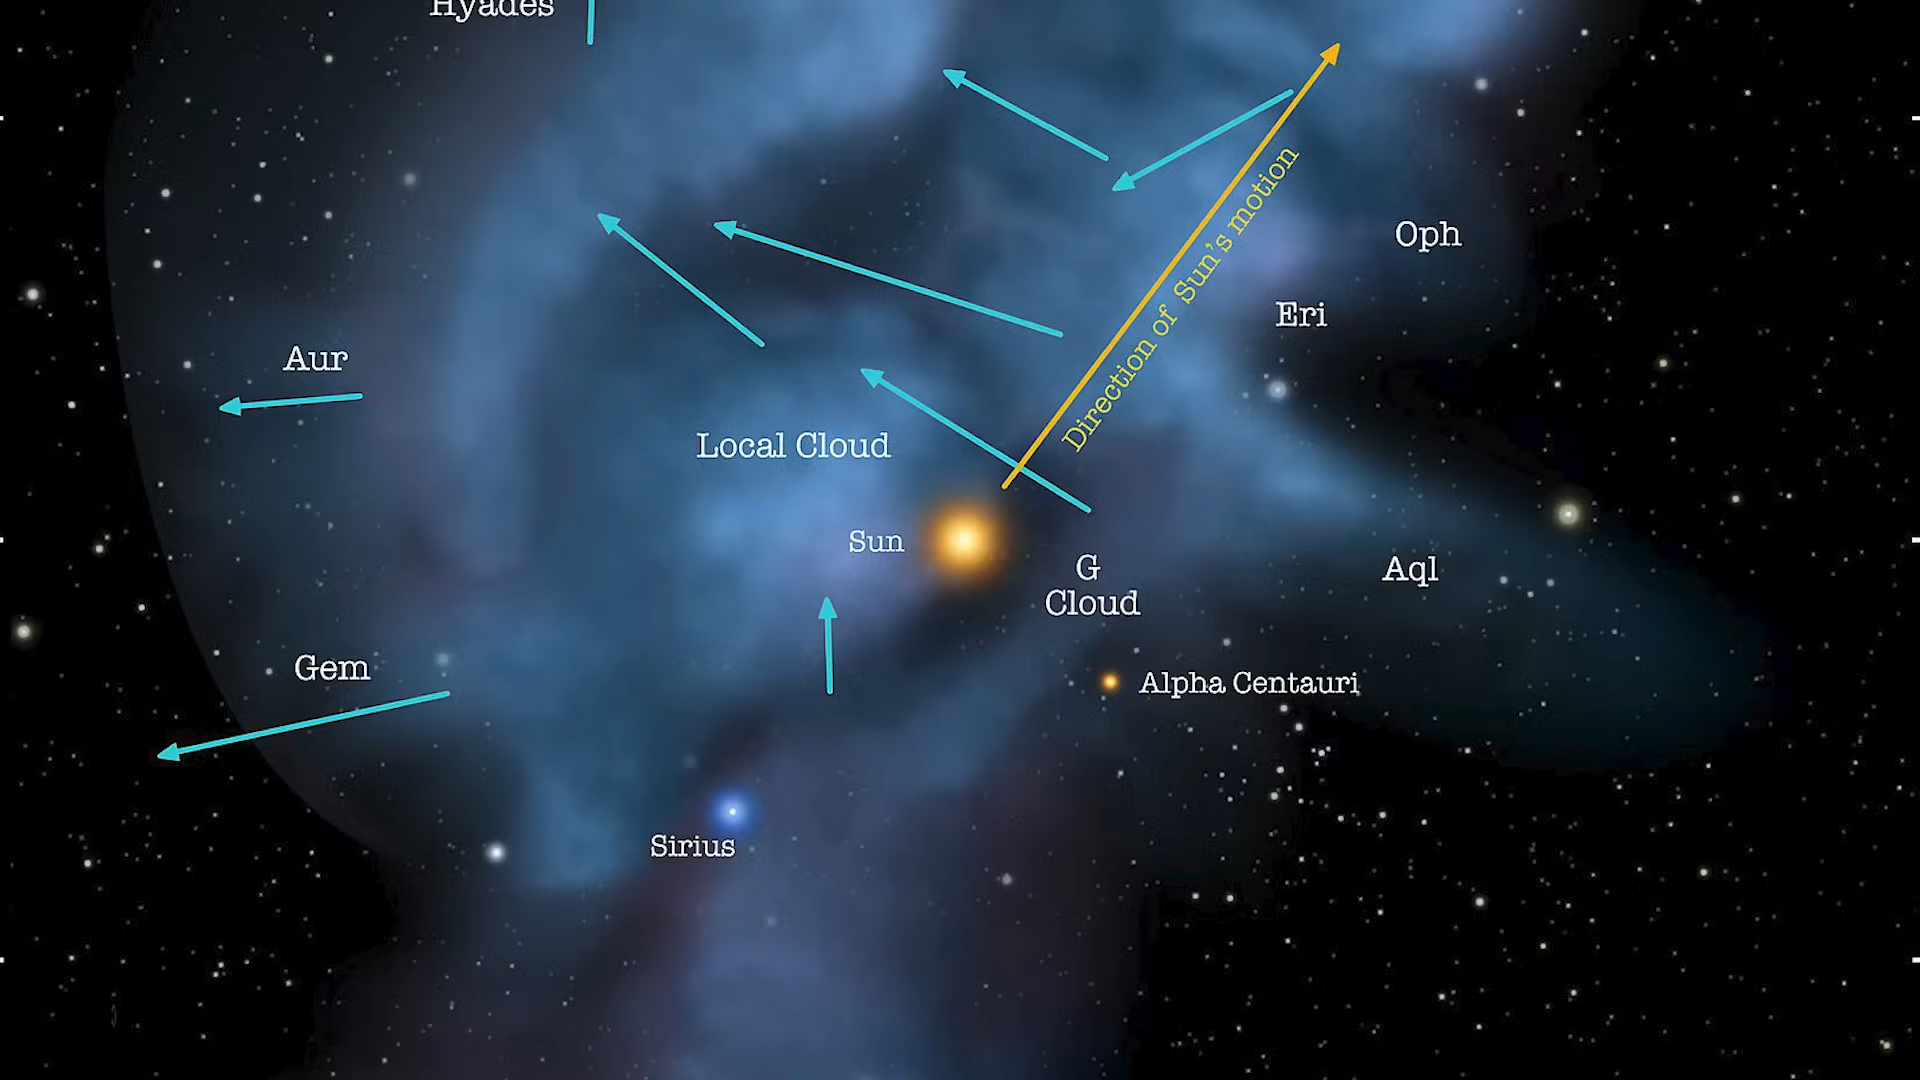 Hyades
Direction of Sun's motion
Oph
Eri
Aur
Local Cloud
Sun
G
Cloud
Aql
Gem
Alpha Centauri
Sirius